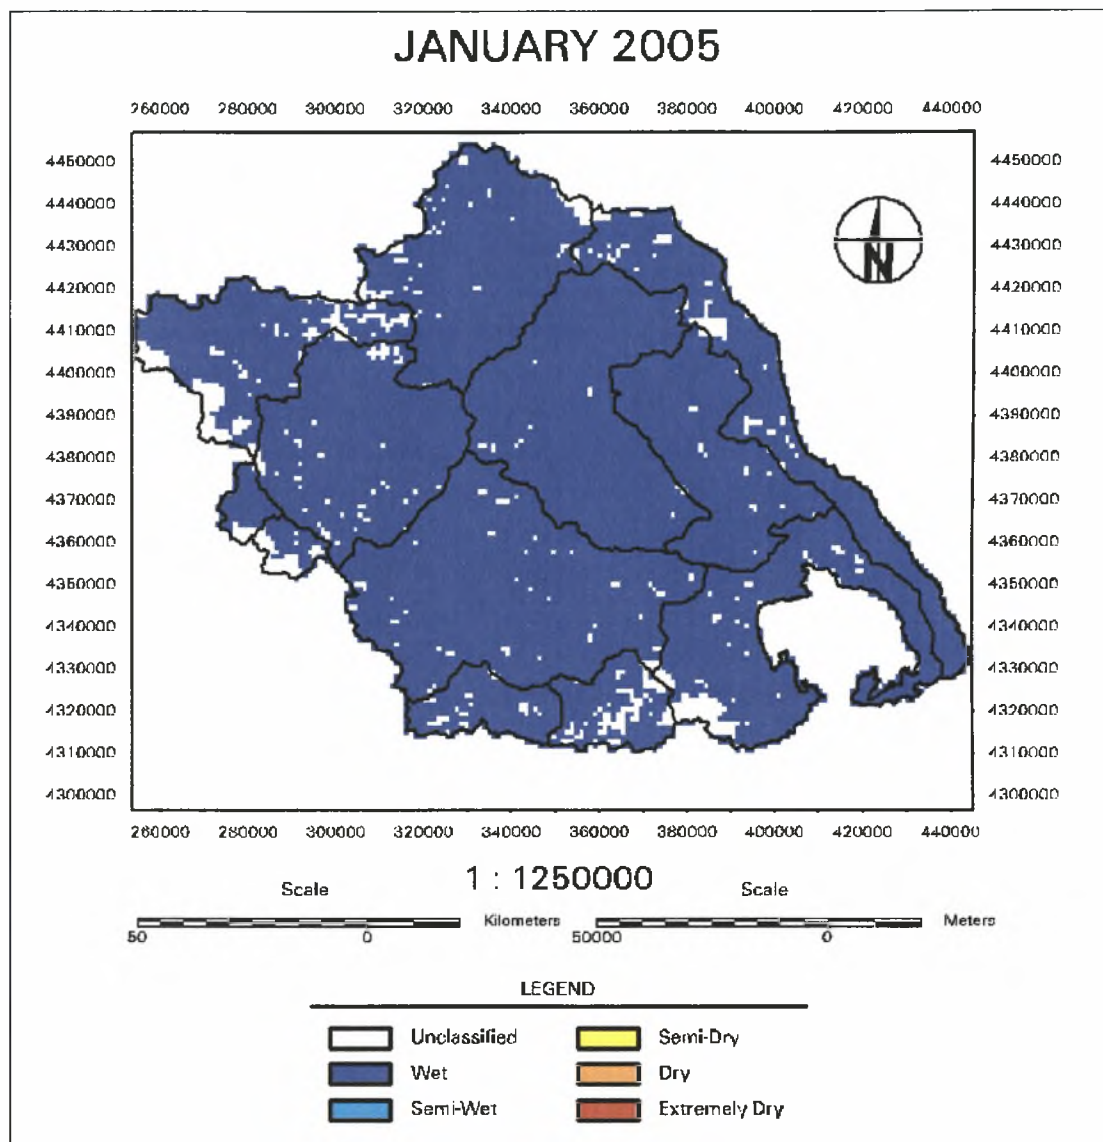 JANUARY 2005
260000 280000 300000 320000 340000 360000 380000 400000 420000 440000
4450000 4450000
4440000 4440000
4430000 4430000
4420000 4420000
4410000 4410000
4400000 4400000
4390000 4390000
4380000 4380000
4370000 4370000
4360000 4360000
4350000 4350000
4340000 4340000
4330000 4330000
4320000 4320000
4310000 4310000
4300000 4300000
N
260000 280000 300000 320000 340000 360000 380000 400000 420000 440000
Scale 1 : 1250000 Scale
Kilometers Meters
50 0 50000 0
LEGEND
Unclassified Semi-Dry
Wet Dry
Semi-Wet Extremely Dry